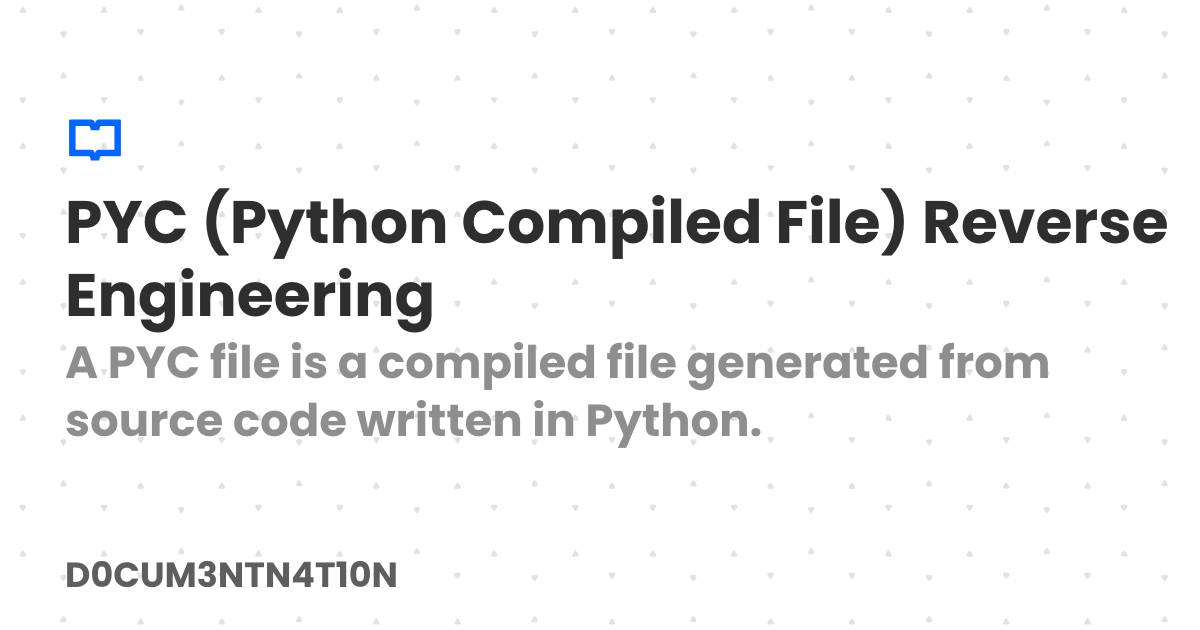 PYC (Python Compiled File) Reverse
Engineering
A PYC file is a compiled file generated from
source code written in Python.
D0CUM3NTN4T10N